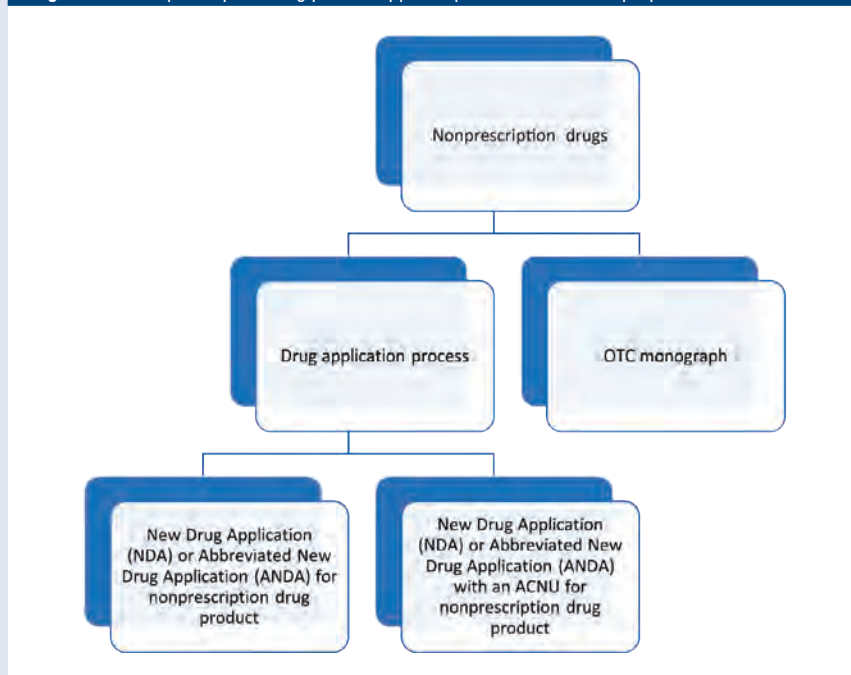 Nonprescription drugs
Drug application process
OTC monograph
New Drug Application
(NDA) or Abbreviated New
Drug Application (ANDA) for
nonprescription drug
product
New Drug Application
(NDA) or Abbreviated New
Drug Application (ANDA)
with an ACNU for
nonprescription drug
product